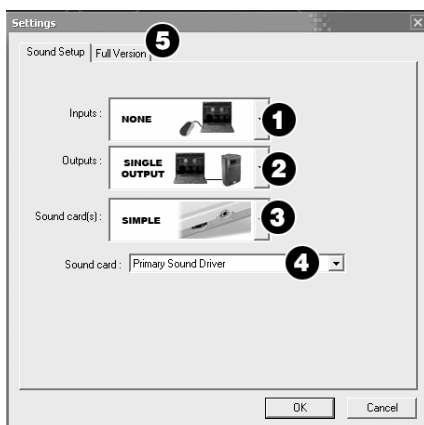 Settings
5
Sound Setup Full Version
Inputs : NONE 1
Outputs : SINGLE OUTPUT 2
Sound card(s) : SIMPLE 3
Sound card : Primary Sound Driver 4
OK Cancel